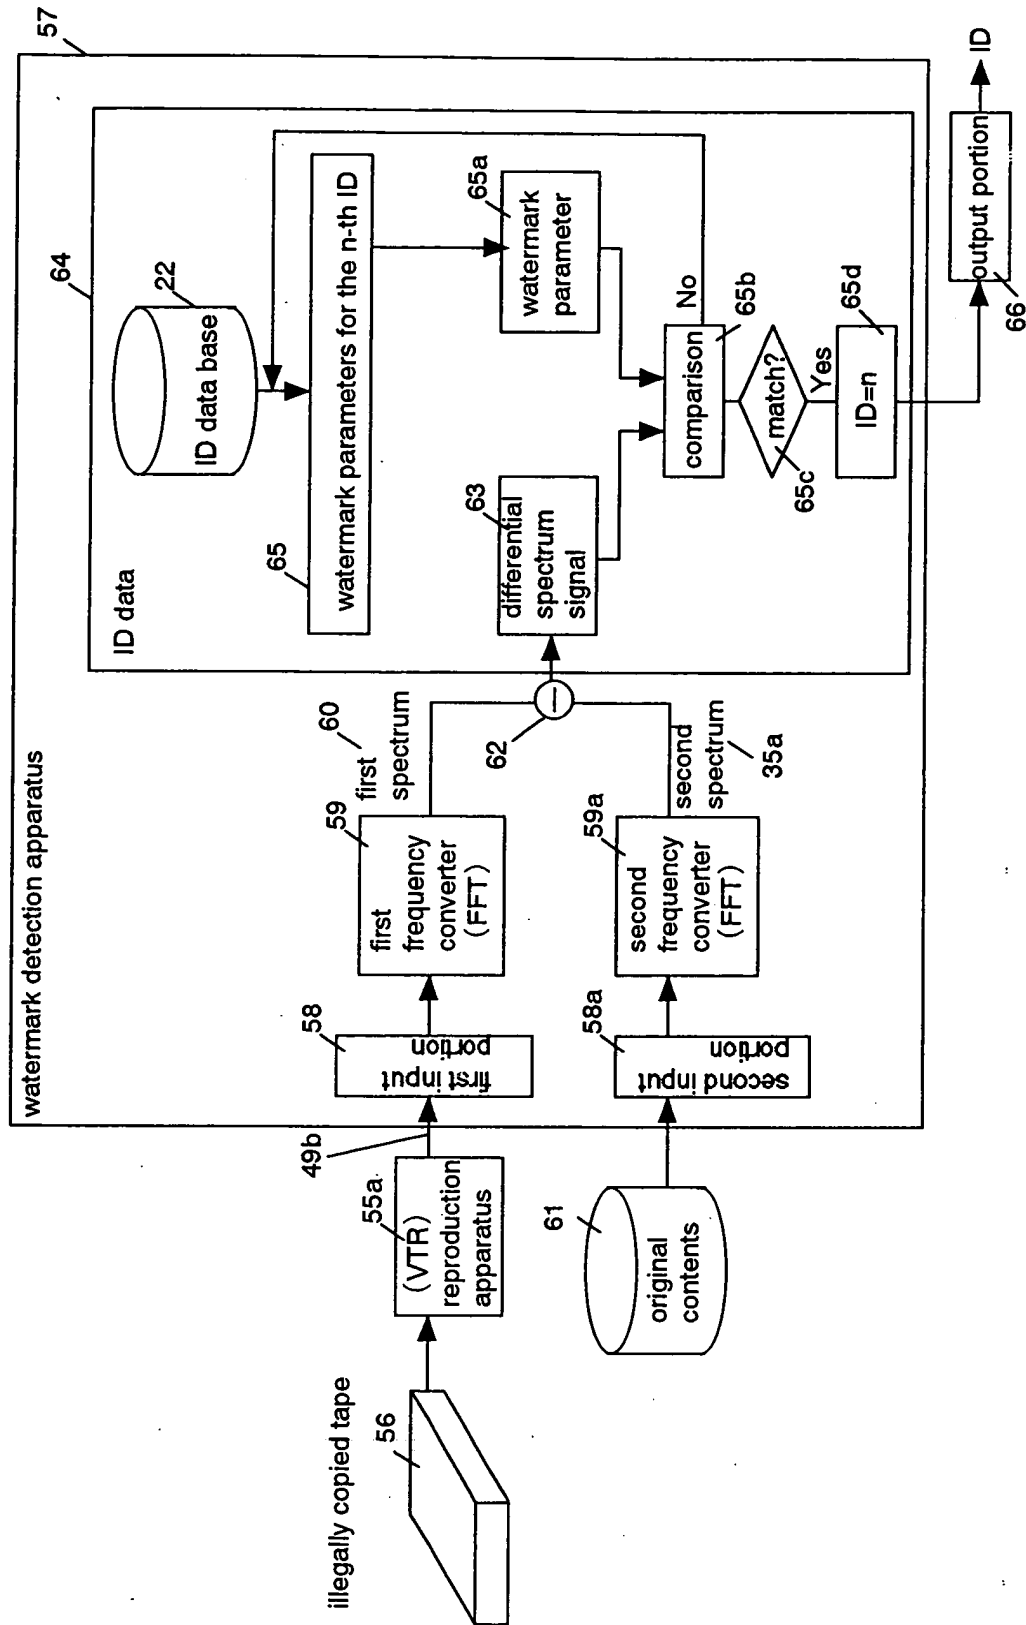 57
watermark detection apparatus
64
ID data
22
ID data base
65
watermark parameters for the n-th ID
65a
watermark
parameter
63
differential
spectrum
signal
comparison
65b
No
match?
65c
Yes
65d
ID=n
output portion
66
ID
illegally copied tape
56
55a
(VTR)
reproduction
apparatus
49b
58
first input
portion
59
first
frequency
converter
(FFT)
60
first
spectrum
62
61
original
contents
58a
second input
portion
59a
second
frequency
converter
(FFT)
second
spectrum
35a